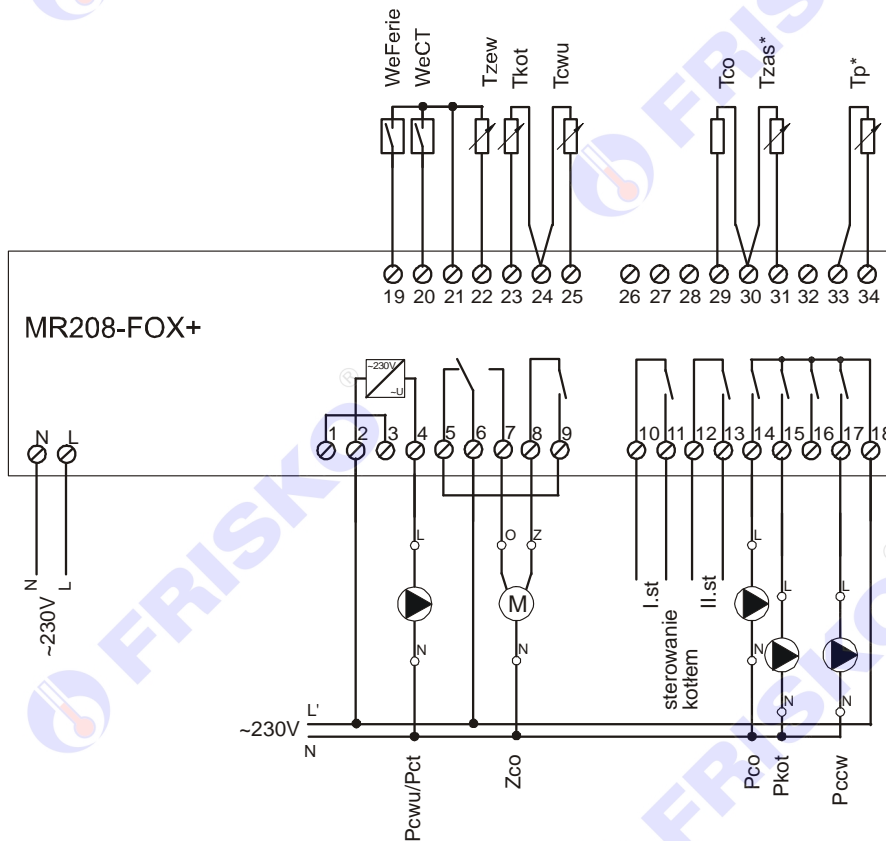 WeFerie
WeCT
Tzew
Tkot
Tcwu
Tco
Tzas*
Tp*
19 20 21 22 23 24 25 26 27 28 29 30 31 32 33 34
MR208-FOX+
~230V
~U
N L
1 2 3 4 5 6 7 8 9 10 11 12 13 14 15 16 17 18
N
L
~230V
L
O
Z
M
N
N
I.st
II.st
sterowanie
kotłem
L
N
L
N
L
N
~230V
L'
N
Pcwu/Pct
Zco
Pco
Pkot
Pccw
FRISKO
FRISKO ®
FRISKO
FRISKO